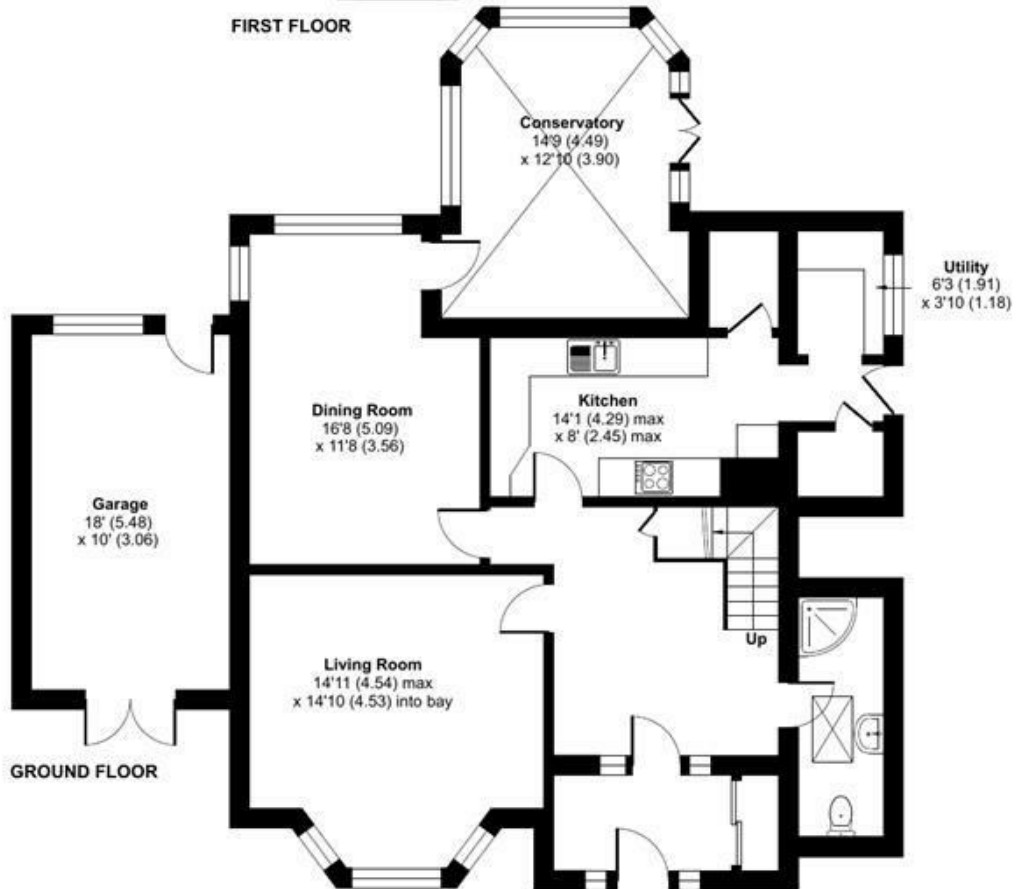 FIRST FLOOR
Conservatory
14'9 (4.49)
x 12'10 (3.90)
Utility
6'3 (1.91)
x 3'10 (1.18)
Kitchen
14'1 (4.29) max
x 8' (2.45) max
Dining Room
16'8 (5.09)
x 11'8 (3.56)
Garage
18' (5.48)
x 10' (3.06)
Up
Living Room
14'11 (4.54) max
x 14'10 (4.53) into bay
GROUND FLOOR